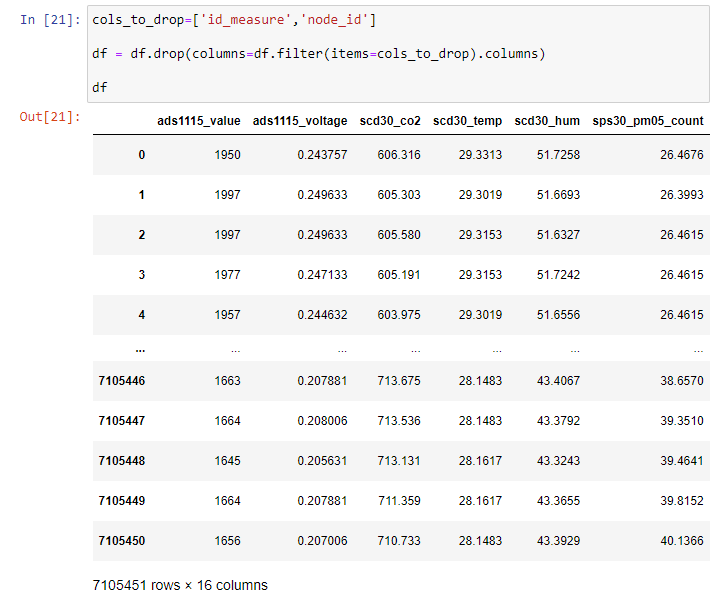 In [21]: cols_to_drop=['id_measure','node_id']
df = df.drop(columns=df.filter(items=cols_to_drop).columns)
df
Out[21]:
ads1115_value ads1115_voltage scd30_co2 scd30_temp scd30_hum sps30_pm05_count
0 1950 0.243757 606.316 29.3313 51.7258 26.4676
1 1997 0.249633 605.303 29.3019 51.6693 26.3993
2 1997 0.249633 605.580 29.3153 51.6327 26.4615
3 1977 0.247133 605.191 29.3153 51.7242 26.4615
4 1957 0.244632 603.975 29.3019 51.6556 26.4615
... ... ... ... ... ... ...
7105446 1663 0.207881 713.675 28.1483 43.4067 38.6570
7105447 1664 0.208006 713.536 28.1483 43.3792 39.3510
7105448 1645 0.205631 713.131 28.1617 43.3243 39.4641
7105449 1664 0.207881 711.359 28.1617 43.3655 39.8152
7105450 1656 0.207006 710.733 28.1483 43.3929 40.1366
7105451 rows × 16 columns